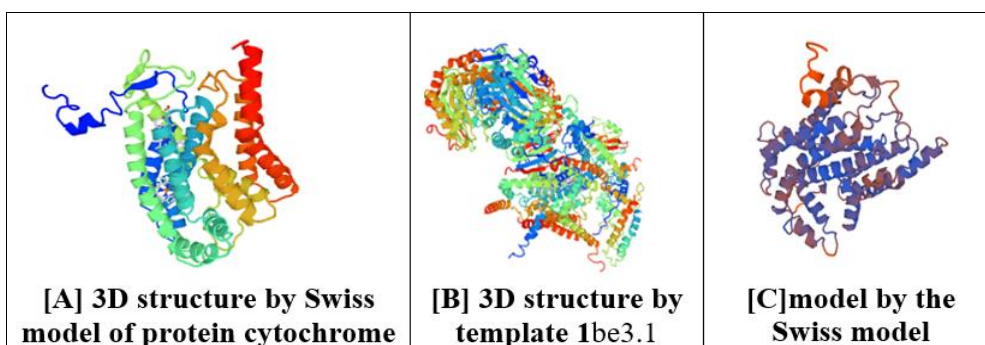 [A] 3D structure by Swiss
model of protein cytochrome
[B] 3D structure by
template 1be3.1
[C]model by the
Swiss model